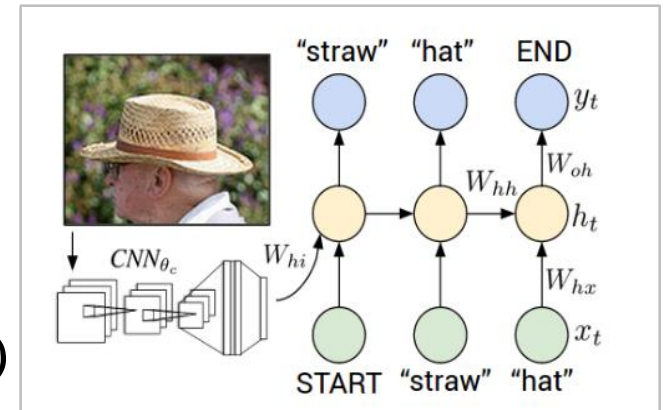 “straw” “hat” END
y_t
W_oh
W_hh
h_t
CNN_θc
W_hi
W_hx
)
x_t
START “straw” “hat”